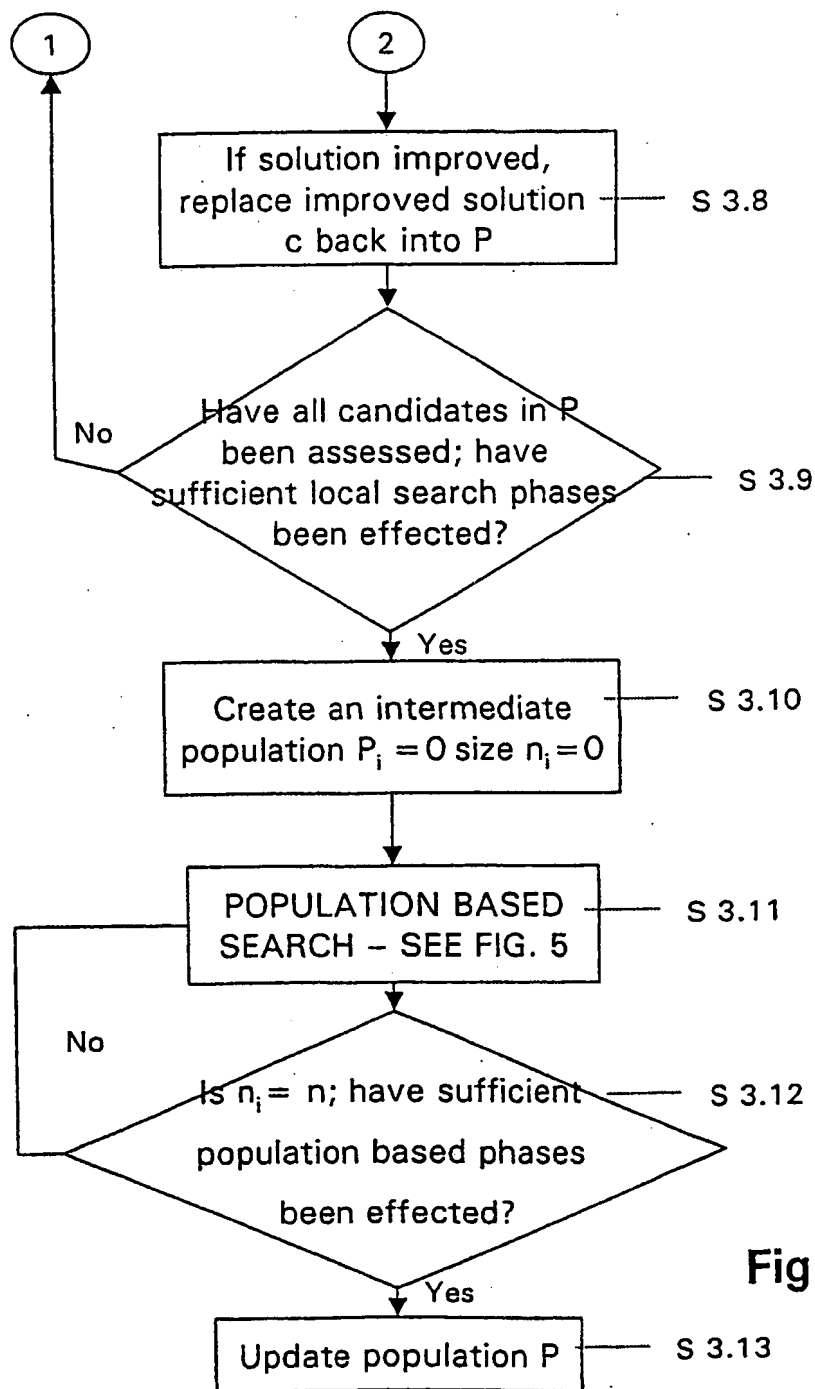 1
2
If solution improved,
replace improved solution
c back into P
S 3.8
Have all candidates in P
been assessed; have
sufficient local search phases
been effected?
No
S 3.9
Yes
Create an intermediate
population Pᵢ = 0 size nᵢ = 0
S 3.10
POPULATION BASED
SEARCH – SEE FIG. 5
S 3.11
No
Is nᵢ = n; have sufficient
population based phases
been effected?
S 3.12
Fig
Yes
Update population P
S 3.13